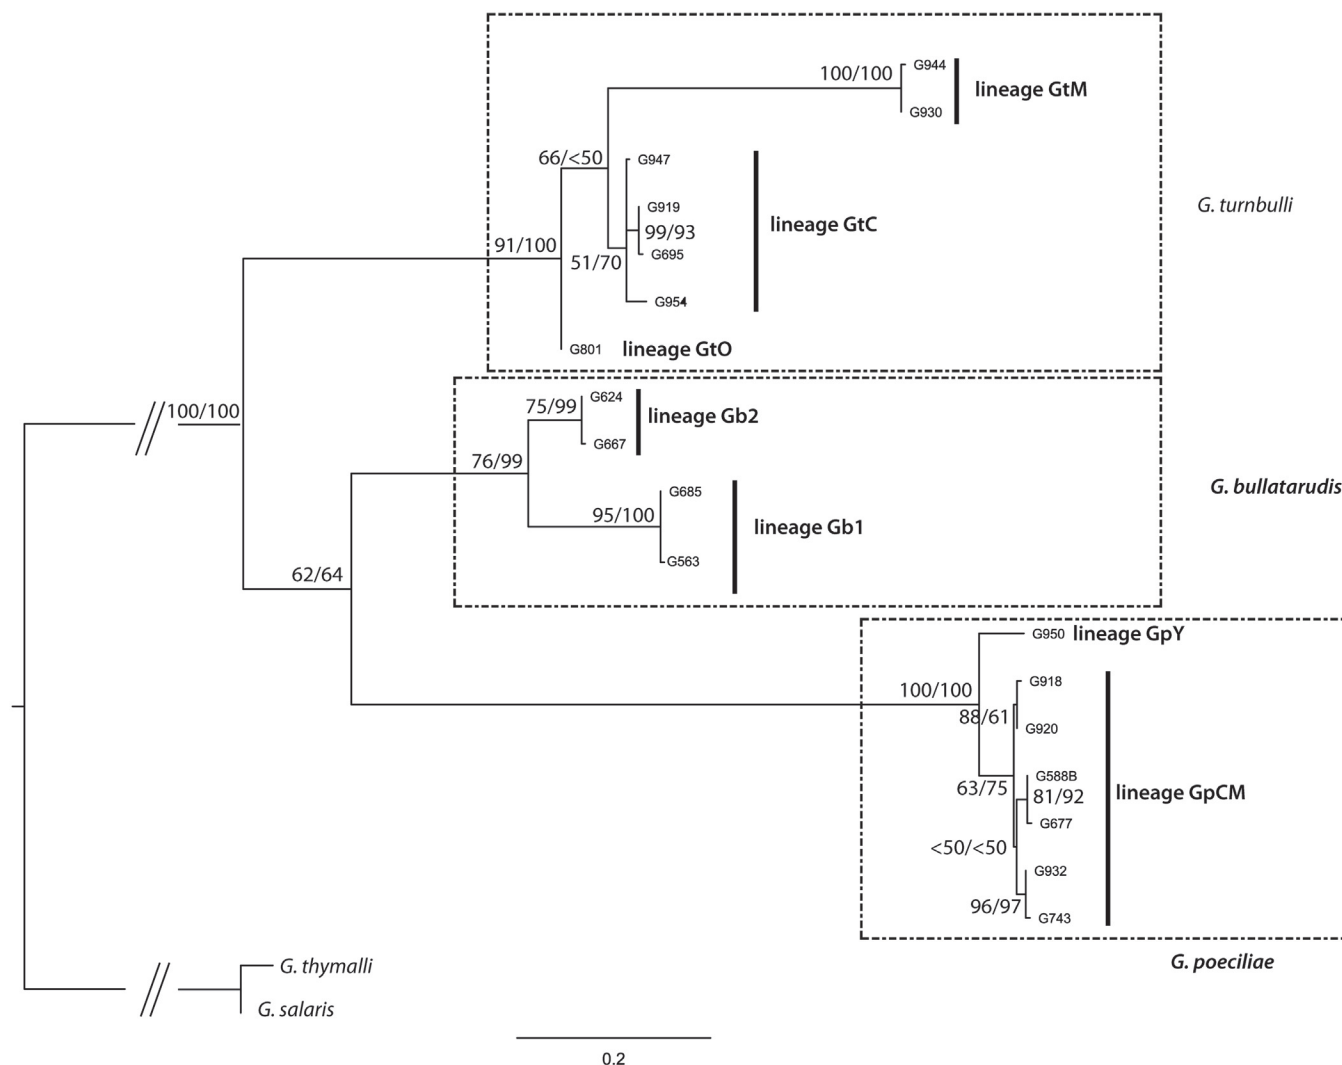 G944
100/100
lineage GtM
G930
66/<50
G947
G919
99/93
lineage GtC
G. turnbulli
91/100
51/70
G695
G954
G801
lineage GtO
G624
75/99
lineage Gb2
100/100
G667
76/99
G685
G. bullatarudis
95/100
lineage Gb1
G563
62/64
G950
lineage GpY
100/100
G918
88/61
G920
G588B
63/75
81/92
lineage GpCM
G677
<50/<50
G932
96/97
G743
G. poeciliae
G. thymalli
G. salaris
0.2